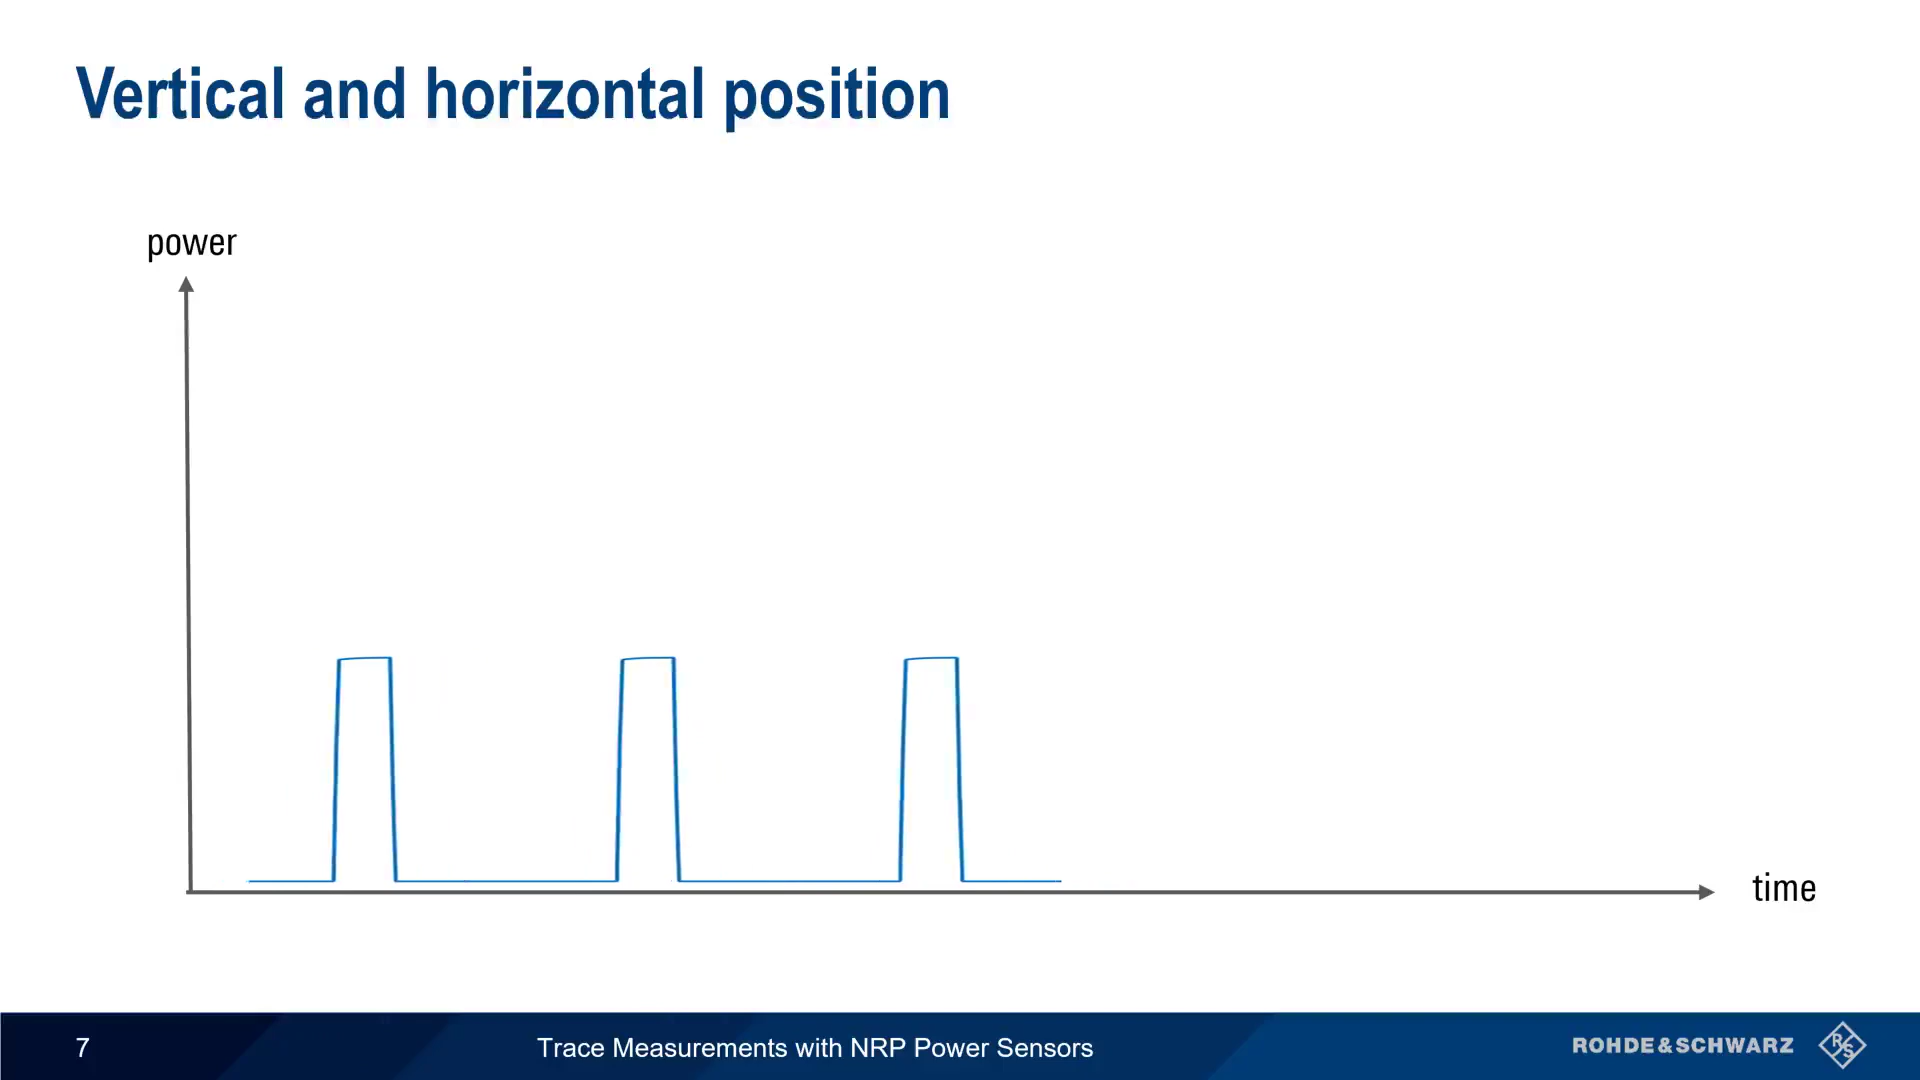 Vertical and horizontal position
power
time
7
Trace Measurements with NRP Power Sensors
ROHDE&SCHWARZ
R
S